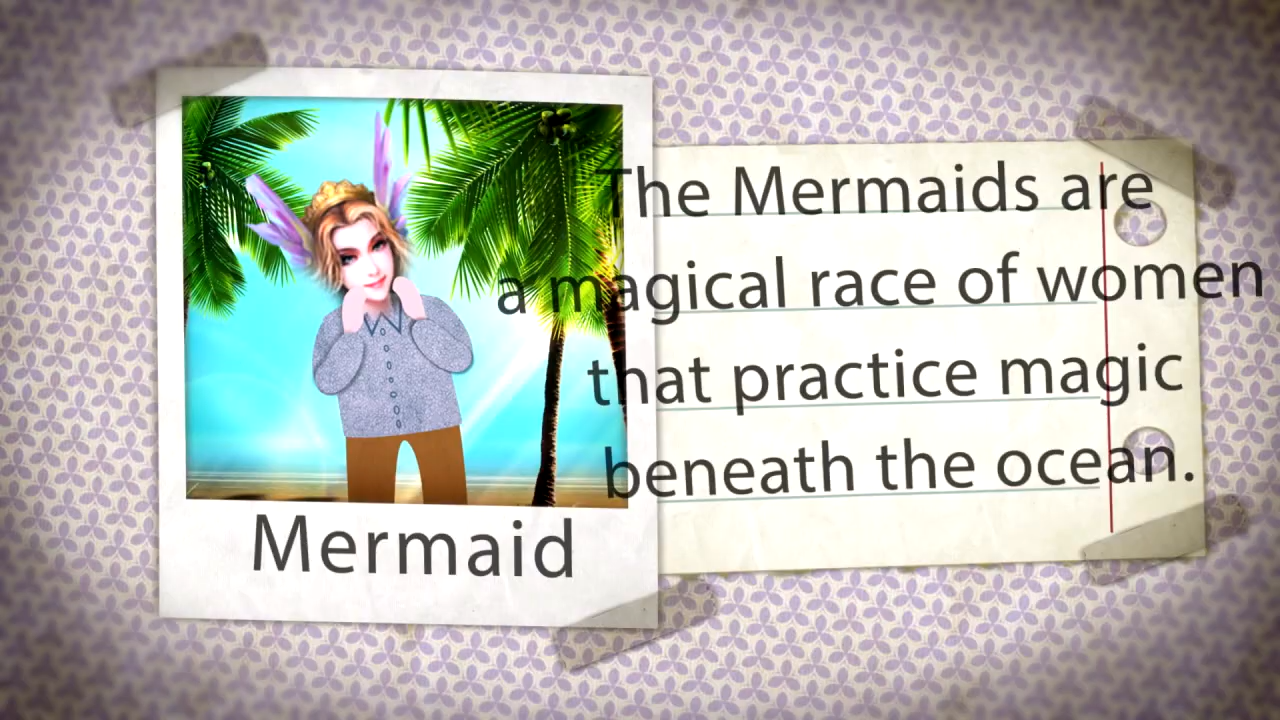 The Mermaids are
a magical race of women
that practice magic
beneath the ocean.
Mermaid